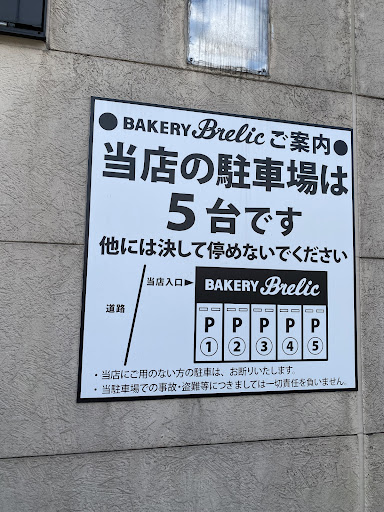 ●BAKERY Brelic ご案内●
当店の駐車場は
5台です
他には決して停めないでください
当店入口▶ BAKERY Brelic
道路
P P P P P
① ② ③ ④ ⑤
・当店にご用のない方の駐車は、お断りいたします。
・当駐車場での事故・盗難等につきましては一切責任を負いません。